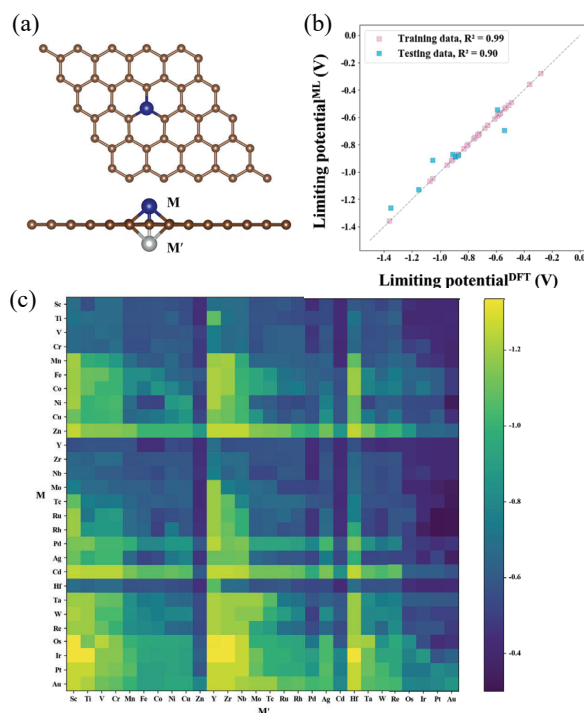 (a)
M
M′
(b)
Training data, R² = 0.99
Testing data, R² = 0.90
Limiting potentialᴹᴸ (V)
0.0
-0.2
-0.4
-0.6
-0.8
-1.0
-1.2
-1.4
-1.4 -1.2 -1.0 -0.8 -0.6 -0.4 -0.2 0.0
Limiting potentialᴰᶠᵀ (V)
(c)
M
Sc
Ti
V
Cr
Mn
Fe
Co
Ni
Cu
Zn
Y
Zr
Nb
Mo
Tc
Ru
Rh
Pd
Ag
Cd
Hf
Ta
W
Re
Os
Ir
Pt
Au
Sc Ti V Cr Mn Fe Co Ni Cu Zn Y Zr Nb Mo Tc Ru Rh Pd Ag Cd Hf Ta W Re Os Ir Pt Au
M′
-1.2
-1.0
-0.8
-0.6
-0.4